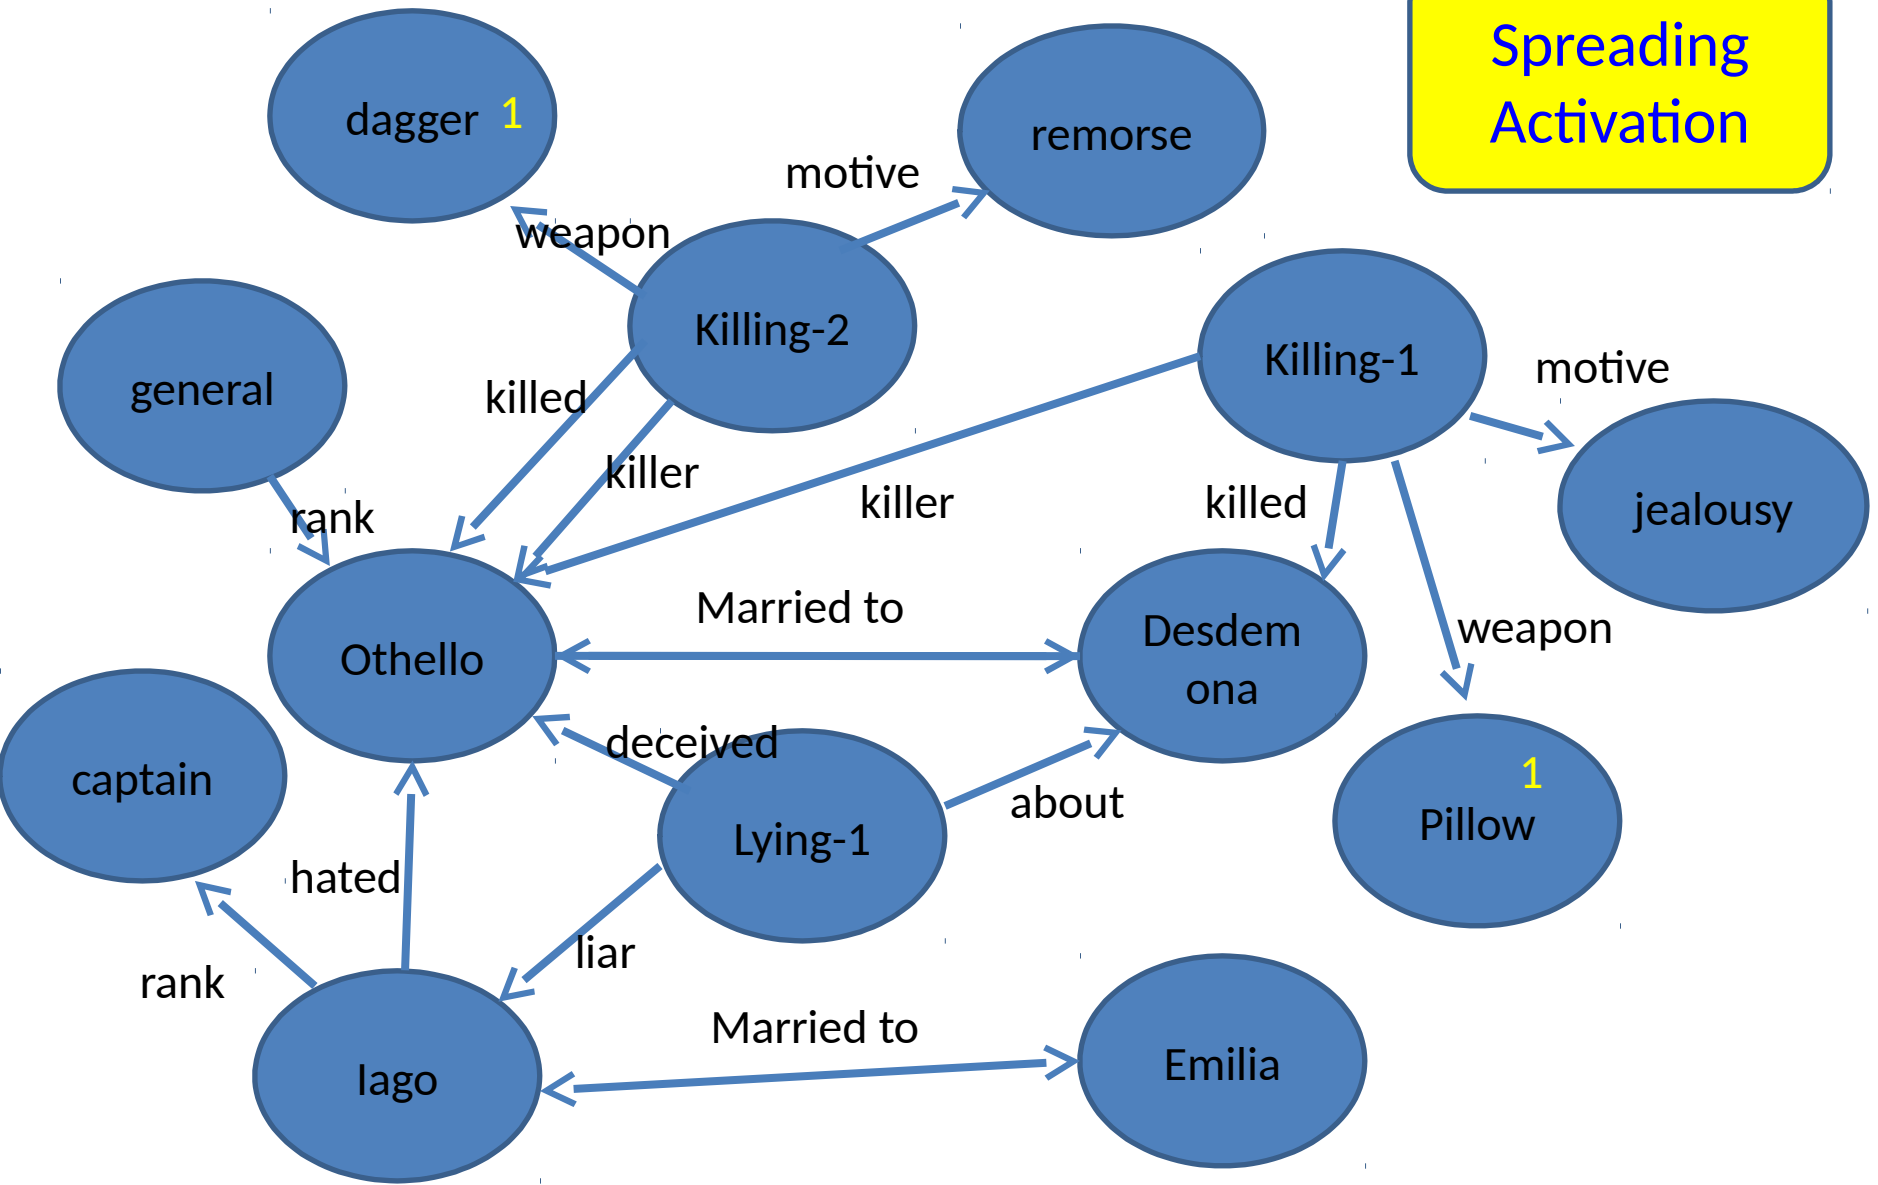 Spreading
Activation
dagger 1
remorse
motive
weapon
Killing-2
Killing-1
general
motive
killed
killer
killer
killed
jealousy
rank
Married to
Desdem
ona
weapon
Othello
deceived
captain
1
about
Pillow
Lying-1
hated
liar
rank
Married to
Iago
Emilia